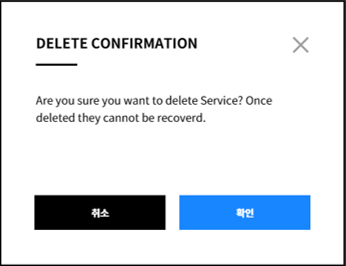 DELETE CONFIRMATION
Are you sure you want to delete Service? Once
deleted they cannot be recoverd.
취소
확인